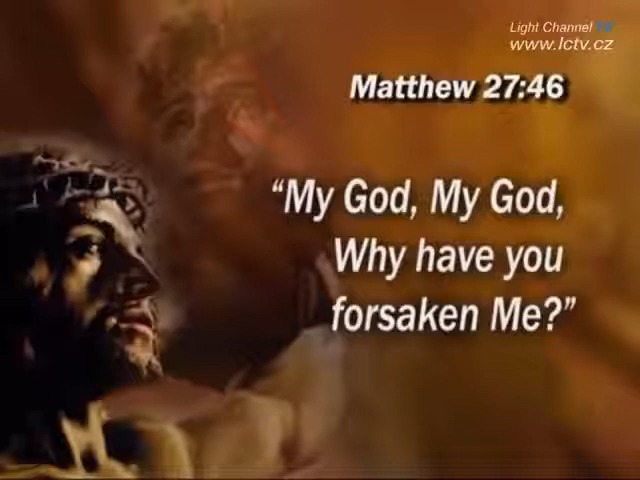 Light Channel TV
www.lctv.cz
Matthew 27:46
“My God, My God,
Why have you
forsaken Me?”